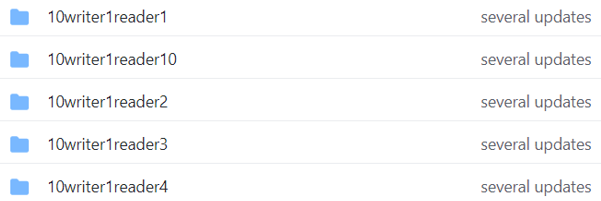 10writer1reader1 several updates
10writer1reader10 several updates
10writer1reader2 several updates
10writer1reader3 several updates
10writer1reader4 several updates